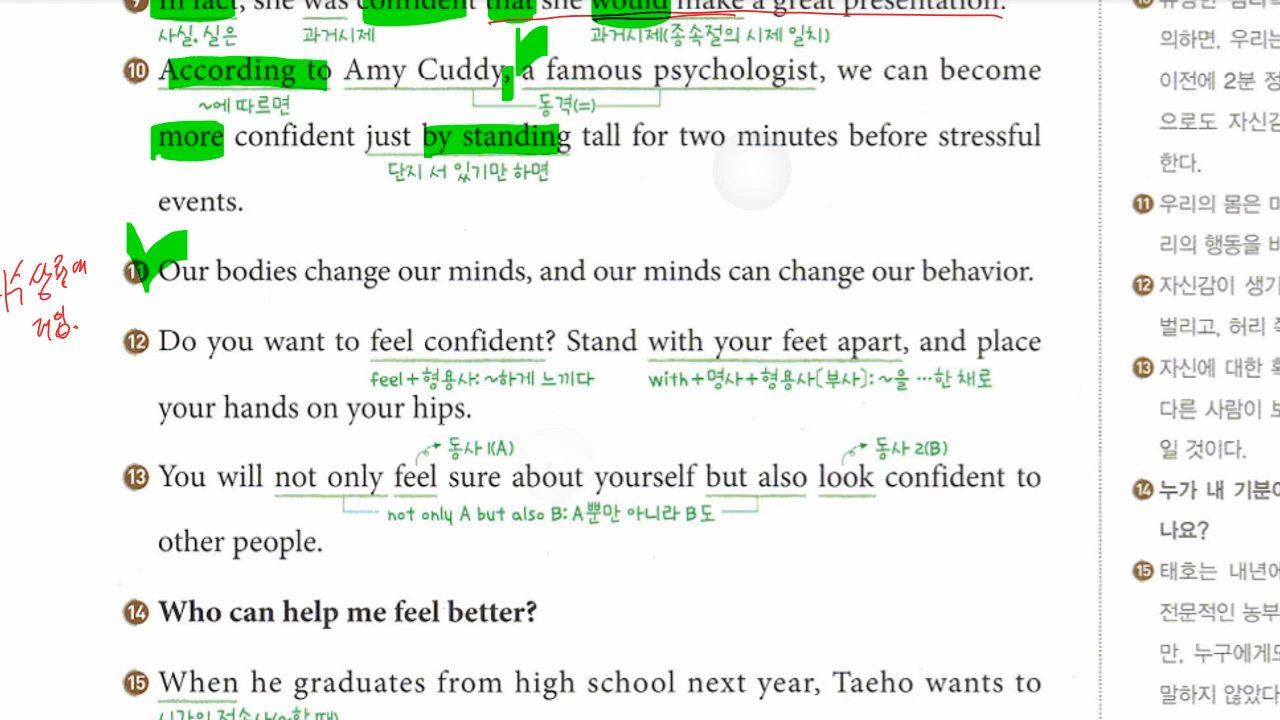 9 In fact, she was confident that she would make a great presentation.
사실, 실은 과거시제 과거시제(종속절의 시제 일치)
10 According to Amy Cuddy, a famous psychologist, we can become
~에 따르면 동격(=)
more confident just by standing tall for two minutes before stressful
단지 서 있기만 하면
events.
11 Our bodies change our minds, and our minds can change our behavior.
12 Do you want to feel confident? Stand with your feet apart, and place
feel+형용사: ~하게 느끼다 with+명사+형용사(부사): ~을 …한 채로
your hands on your hips.
동사 1(A) 동사 2(B)
13 You will not only feel sure about yourself but also look confident to
not only A but also B: A뿐만 아니라 B도
other people.
14 Who can help me feel better?
15 When he graduates from high school next year, Taeho wants to
의하면, 우리는
이전에 2분 정
으로도 자신감
한다.
11 우리의 몸은 마
리의 행동을 바
12 자신감이 생기
벌리고, 허리
13 자신에 대한 확
다른 사람이 보
일 것이다.
14 누가 내 기분이
나요?
15 태호는 내년에
전문적인 농부
만, 누구에게도
말하지 않았다